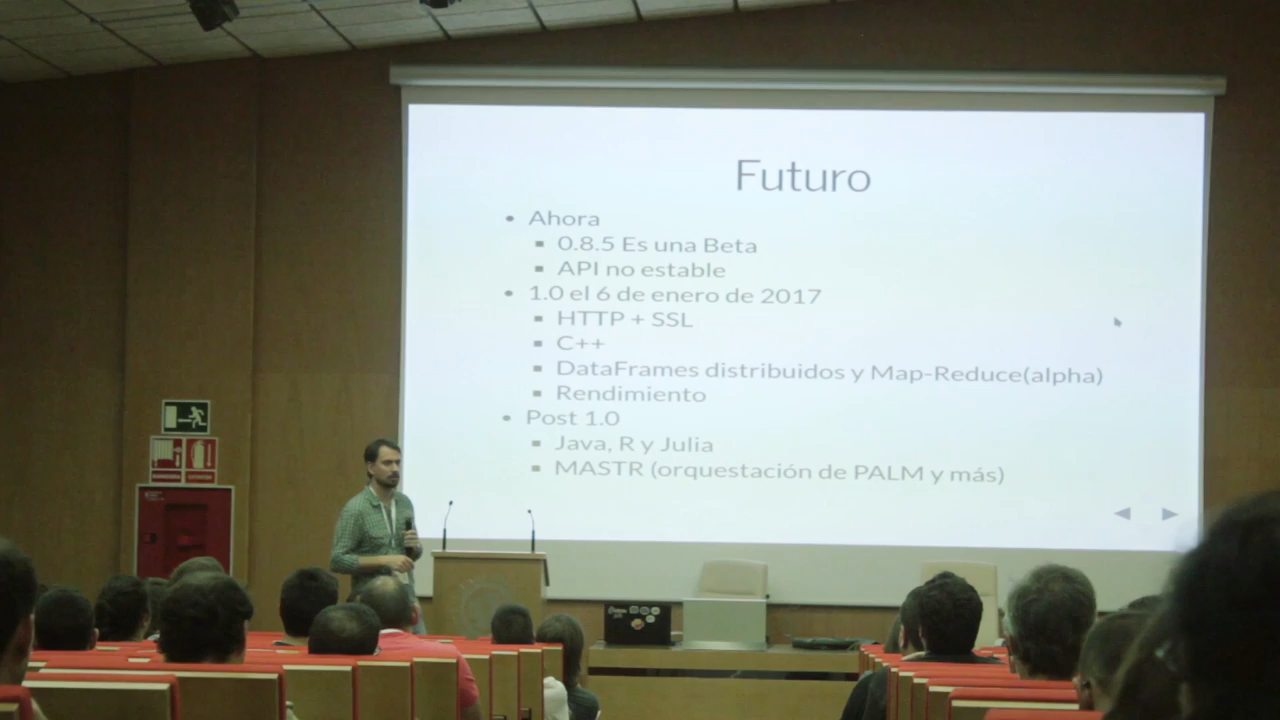 Futuro
Ahora
0.8.5 Es una Beta
API no estable
1.0 el 6 de enero de 2017
HTTP + SSL
C++
DataFrames distribuidos y Map-Reduce(alpha)
Rendimiento
Post 1.0
Java, R y Julia
MASTR (orquestación de PALM y más)